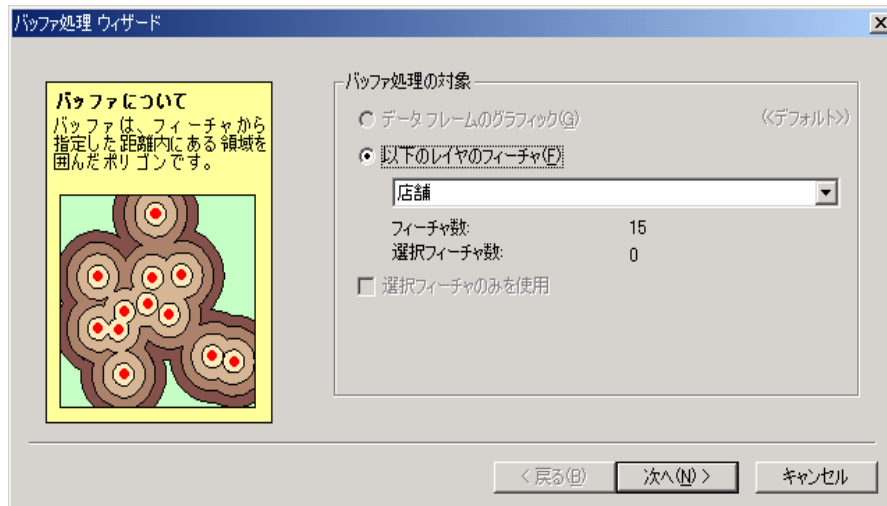 バッファ処理 ウィザード
バッファについて
バッファは、フィーチャから
指定した距離内にある領域を
囲んだポリゴンです。
バッファ処理の対象
データ フレームのグラフィック(G)
(<デフォルト>)
以下のレイヤのフィーチャ(F)
店舗
フィーチャ数: 15
選択フィーチャ数: 0
選択フィーチャのみを使用
< 戻る(B)
次へ(N) >
キャンセル